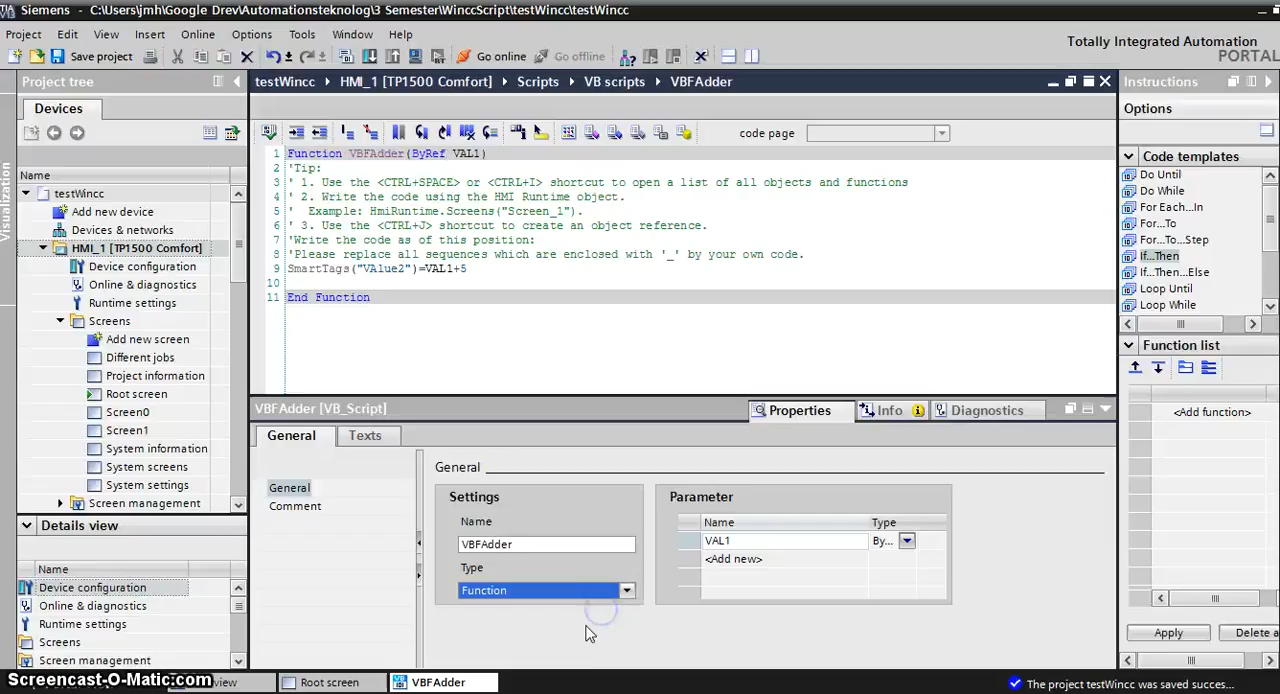 Siemens - C:\Users\jmh\Google Drev\Automationsteknolog\3 Semester\WinccScript\testWincc\testWincc
Project Edit View Insert Online Options Tools Window Help
Totally Integrated Automation
PORTAL
Save project
Go online
Go offline
Project tree
testWincc HMI_1 [TP1500 Comfort] Scripts VB scripts VBFAdder
Instructions
Devices
Options
code page
Visualization
Name
testWincc
Add new device
Devices & networks
HMI_1 [TP1500 Comfort]
Device configuration
Online & diagnostics
Runtime settings
Screens
Add new screen
Different jobs
Project information
Root screen
Screen0
Screen1
System information
System screens
System settings
Screen management
1 Function VBFAdder(ByRef VAL1)
2 'Tip:
3 ' 1. Use the <CTRL+SPACE> or <CTRL+I> shortcut to open a list of all objects and functions
4 ' 2. Write the code using the HMI Runtime object.
5 ' Example: HmiRuntime.Screens("Screen_1").
6 ' 3. Use the <CTRL+J> shortcut to create an object reference.
7 'Write the code as of this position:
8 'Please replace all sequences which are enclosed with '_' by your own code.
9 SmartTags("VAlue2")=VAL1+5
10
11 End Function
Code templates
Do Until
Do While
For Each...In
For...To
For...To...Step
If...Then
If...Then...Else
Loop Until
Loop While
Function list
<Add function>
Apply
Delete a
VBFAdder [VB_Script]
Properties
Info
Diagnostics
General
Texts
General
Comment
General
Settings
Name
VBFAdder
Type
Function
Parameter
Name Type
VAL1 By...
<Add new>
Details view
Name
Device configuration
Online & diagnostics
Runtime settings
Screens
Screen management
Screencast-O-Matic.com
Root screen
VBFAdder
The project testWincc was saved succes...